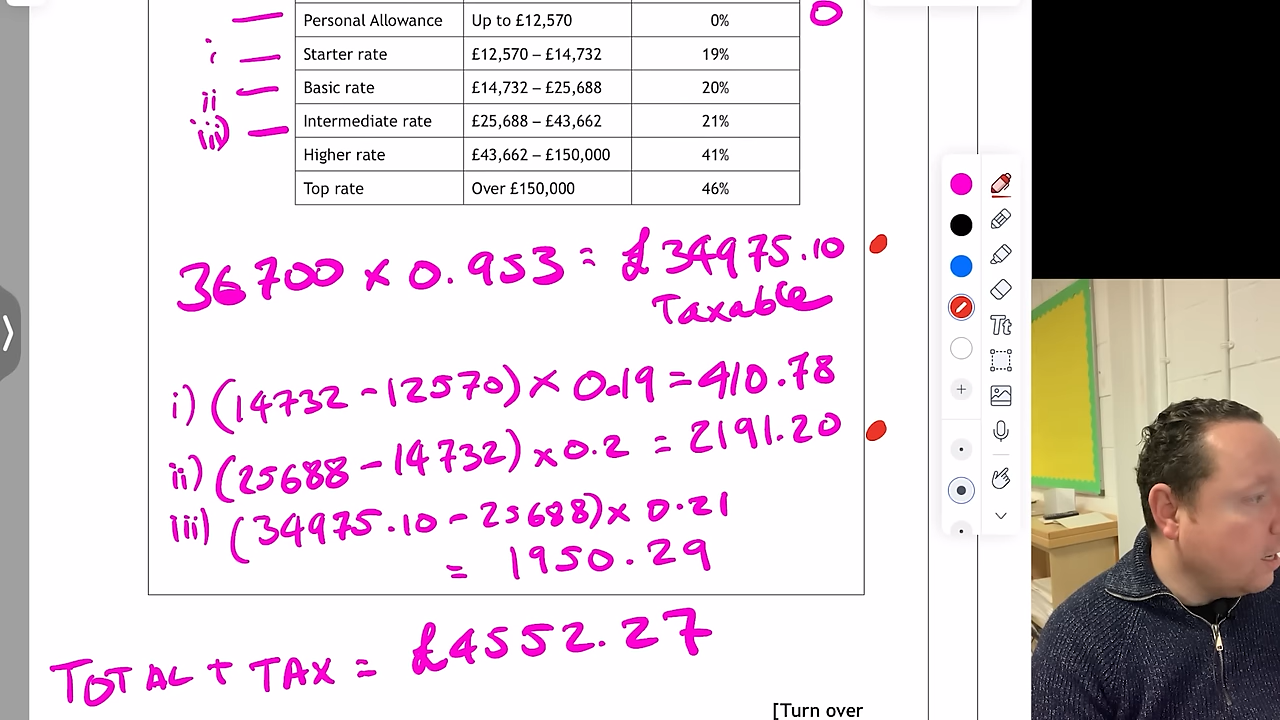 Personal Allowance Up to £12,570 0% 0
i Starter rate £12,570 – £14,732 19%
ii Basic rate £14,732 – £25,688 20%
iii) Intermediate rate £25,688 – £43,662 21%
Higher rate £43,662 – £150,000 41%
Top rate Over £150,000 46%
36700 × 0.953 = £34975.10
Taxable
i) (14732 - 12570) × 0.19 = 410.78
ii) (25688 - 14732) × 0.2 = 2191.20
iii) (34975.10 - 25688) × 0.21
= 1950.29
TOTAL + TAX = £4552.27
[Turn over
Tt